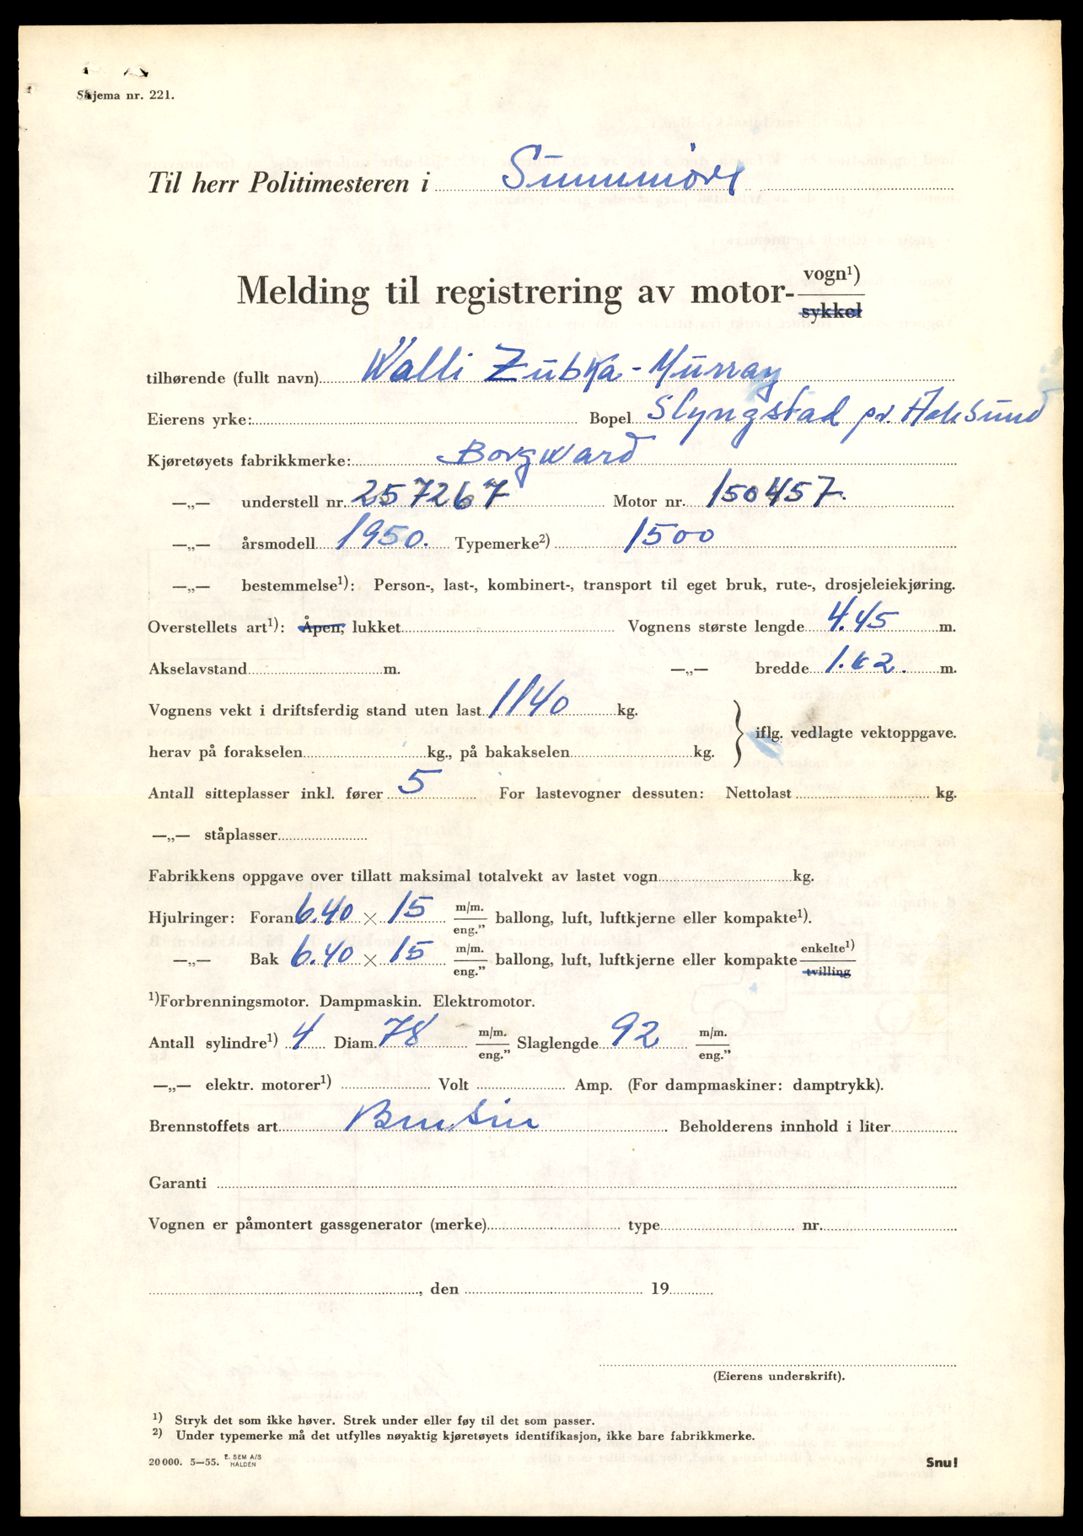 Skjema nr. 221.
Til herr Politimesteren i Sunnmøre
Melding til registrering av motor- vogn¹)
sykkel
tilhørende (fullt navn) Walli Zubka-Murray
Eierens yrke: Bopel Slyngstad pr.
Kjøretøyets fabrikkmerke: Borgward
—„— understell nr. 257267 Motor nr. 150457.
—„— årsmodell 1950. Typemerke²) 1500
—„— bestemmelse¹): Person-, last-, kombinert-, transport til eget bruk, rute-, drosjeleiekjøring.
Overstellets art¹): Åpen, lukket Vognens største lengde 4.45 m.
Akselavstand m. —„— bredde 1.62. m.
Vognens vekt i driftsferdig stand uten last 1140 kg.
iflg. vedlagte vektoppgave.
herav på forakselen kg., på bakakselen kg.
Antall sitteplasser inkl. fører 5 For lastevogner dessuten: Nettolast kg.
—„— ståplasser
Fabrikkens oppgave over tillatt maksimal totalvekt av lastet vogn kg.
Hjulringer: Foran 6.40 × 15 m/m. eng.” ballong, luft, luftkjerne eller kompakte¹).
—„— Bak 6.40 × 15 m/m. eng.” ballong, luft, luftkjerne eller kompakte enkelte¹) tvilling
¹)Forbrenningsmotor. Dampmaskin. Elektromotor.
Antall sylindre¹) 4 Diam. 78 m/m. eng.” Slaglengde 92 m/m. eng.”
—„— elektr. motorer¹) Volt Amp. (For dampmaskiner: damptrykk).
Brennstoffets art Bensin. Beholderens innhold i liter
Garanti
Vognen er påmontert gassgenerator (merke) type nr.
, den 19
(Eierens underskrift).
¹) Stryk det som ikke høver. Strek under eller føy til det som passer.
²) Under typemerke må det utfylles nøyaktig kjøretøyets identifikasjon, ikke bare fabrikkmerke.
20 000. 5—55. E. SEM A/S HALDEN
Snu!